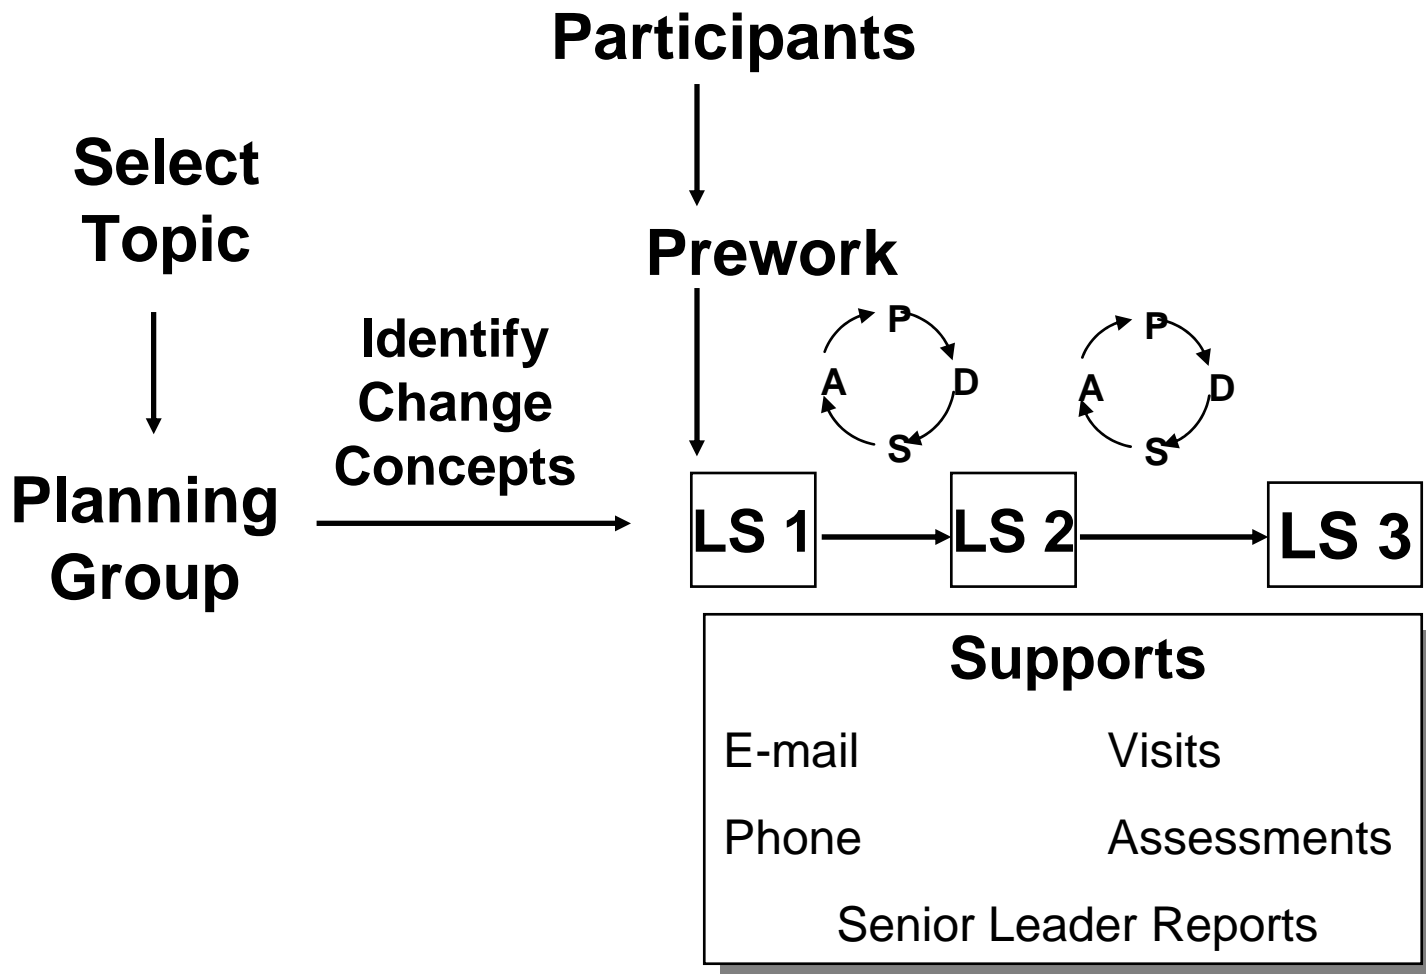 Participants
Select
Topic
Prework
Identify
Change
Concepts
P
A
D
S
P
A
D
S
Planning
Group
LS 1
LS 2
LS 3
Supports
E-mail
Visits
Phone
Assessments
Senior Leader Reports